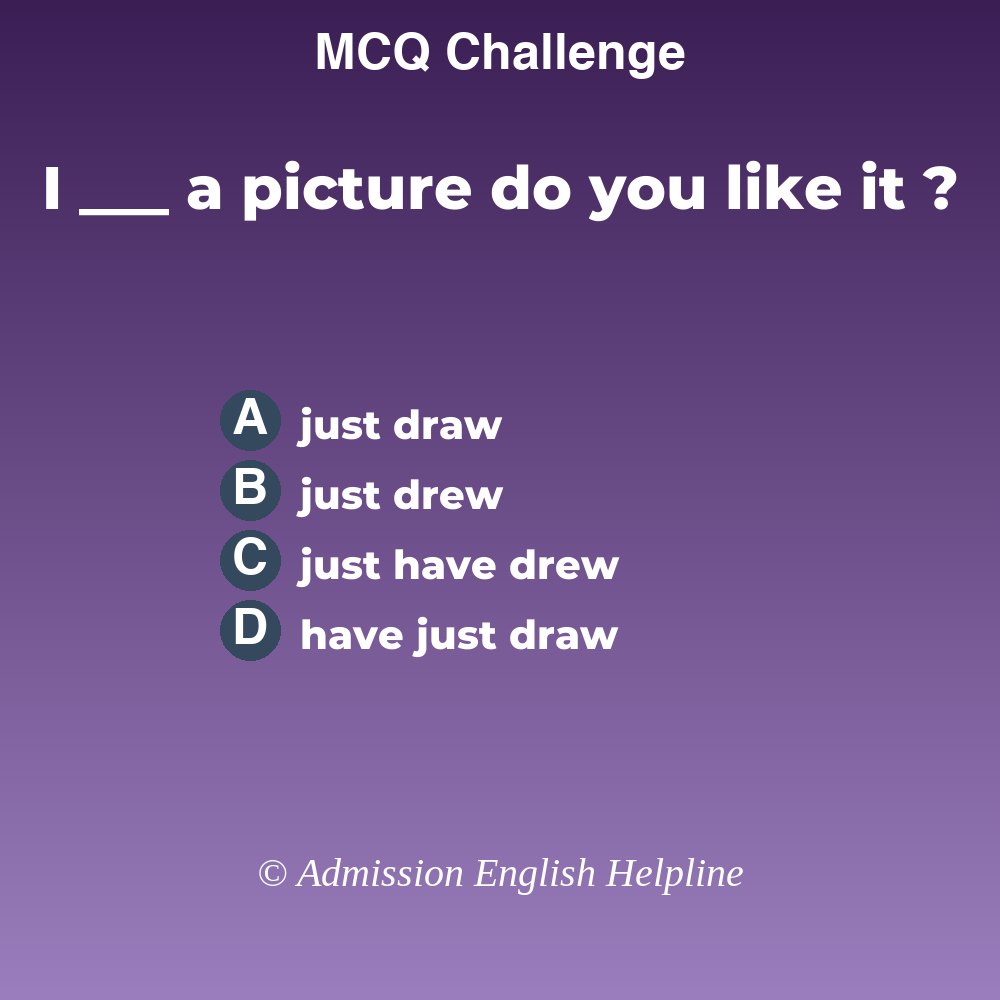 MCQ Challenge
I ___ a picture do you like it ?
A just draw
B just drew
C just have drew
D have just draw
© Admission English Helpline